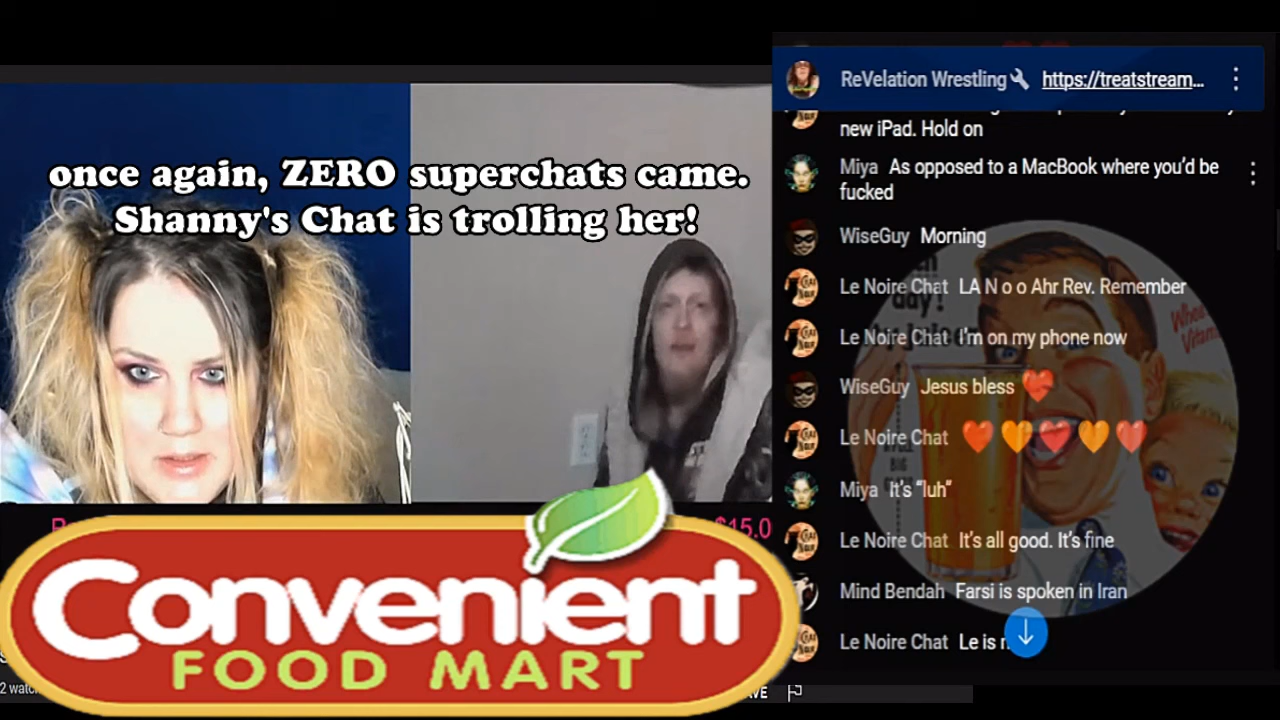 once again, ZERO superchats came.
Shanny's Chat is trolling her!
$15.0
CONVENIENT
FOOD MART
2 watc
ReVelation Wrestling https://treatstream...
new iPad. Hold on
Miya As opposed to a MacBook where you'd be
fucked
WiseGuy Morning
Le Noire Chat LA N o o Ahr Rev. Remember
Le Noire Chat I'm on my phone now
WiseGuy Jesus bless ❤️
Le Noire Chat ❤️🧡❤️🧡❤️
Miya It's "luh"
Le Noire Chat It's all good. It's fine
Mind Bendah Farsi is spoken in Iran
Le Noire Chat Le is